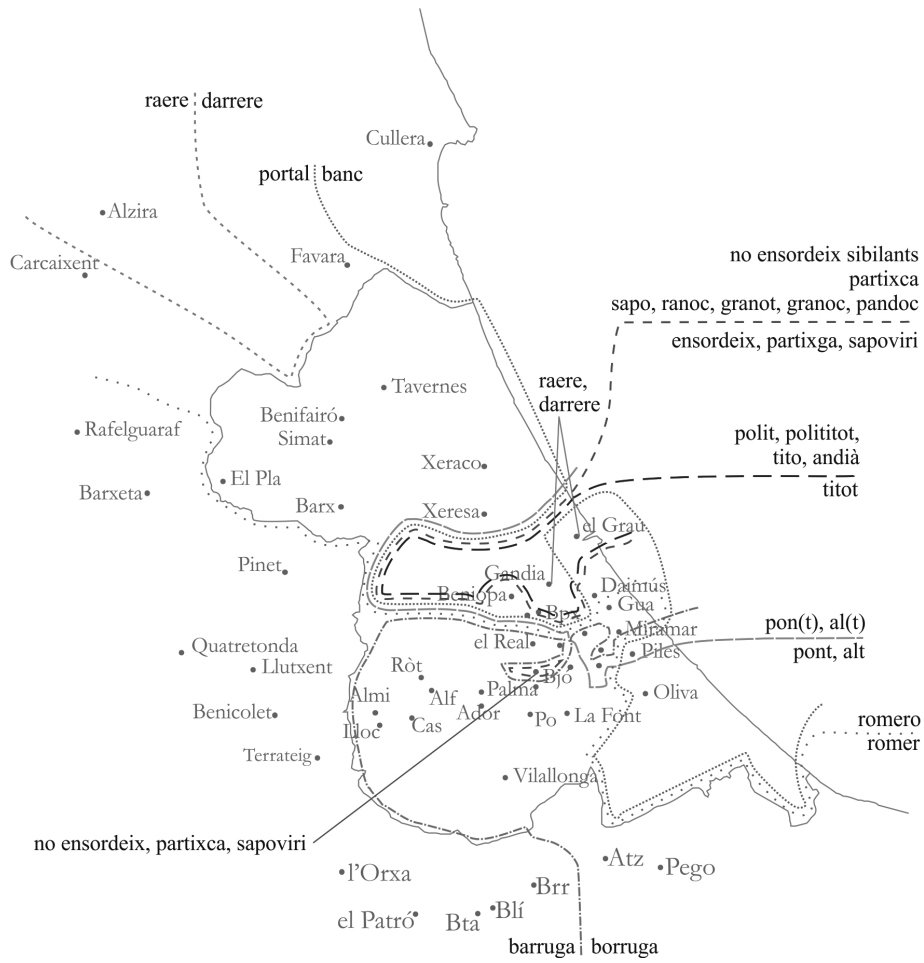 raere darrere
Cullera
portal banc
Alzira
Favara
Carcaixent
no ensordeix sibilants
partixca
sapo, ranoc, granot, granoc, pandoc
ensordeix, partixga, sapoviri
raere,
darrere
Tavernes
Benifairó
Simat
Rafelguaraf
polit, polititot,
tito, andià
titot
Xeraco
El Pla
Barxeta
Barx
Xeresa
el Grau
Pinet
Gandia
Daimús
Beniopa
Gua
Bpx
Miramar
pon(t), al(t)
pont, alt
el Real
Piles
Quatretonda
Llutxent
Ròt
Bjó
Almi
Alf
Palma
Oliva
Benicolet
Ador
Lloc
Cas
Po
La Font
romero
romer
Terrateig
Vilallonga
no ensordeix, partixca, sapoviri
Atz
Pego
l'Orxa
Brr
el Patró
Bta
Blí
barruga borruga